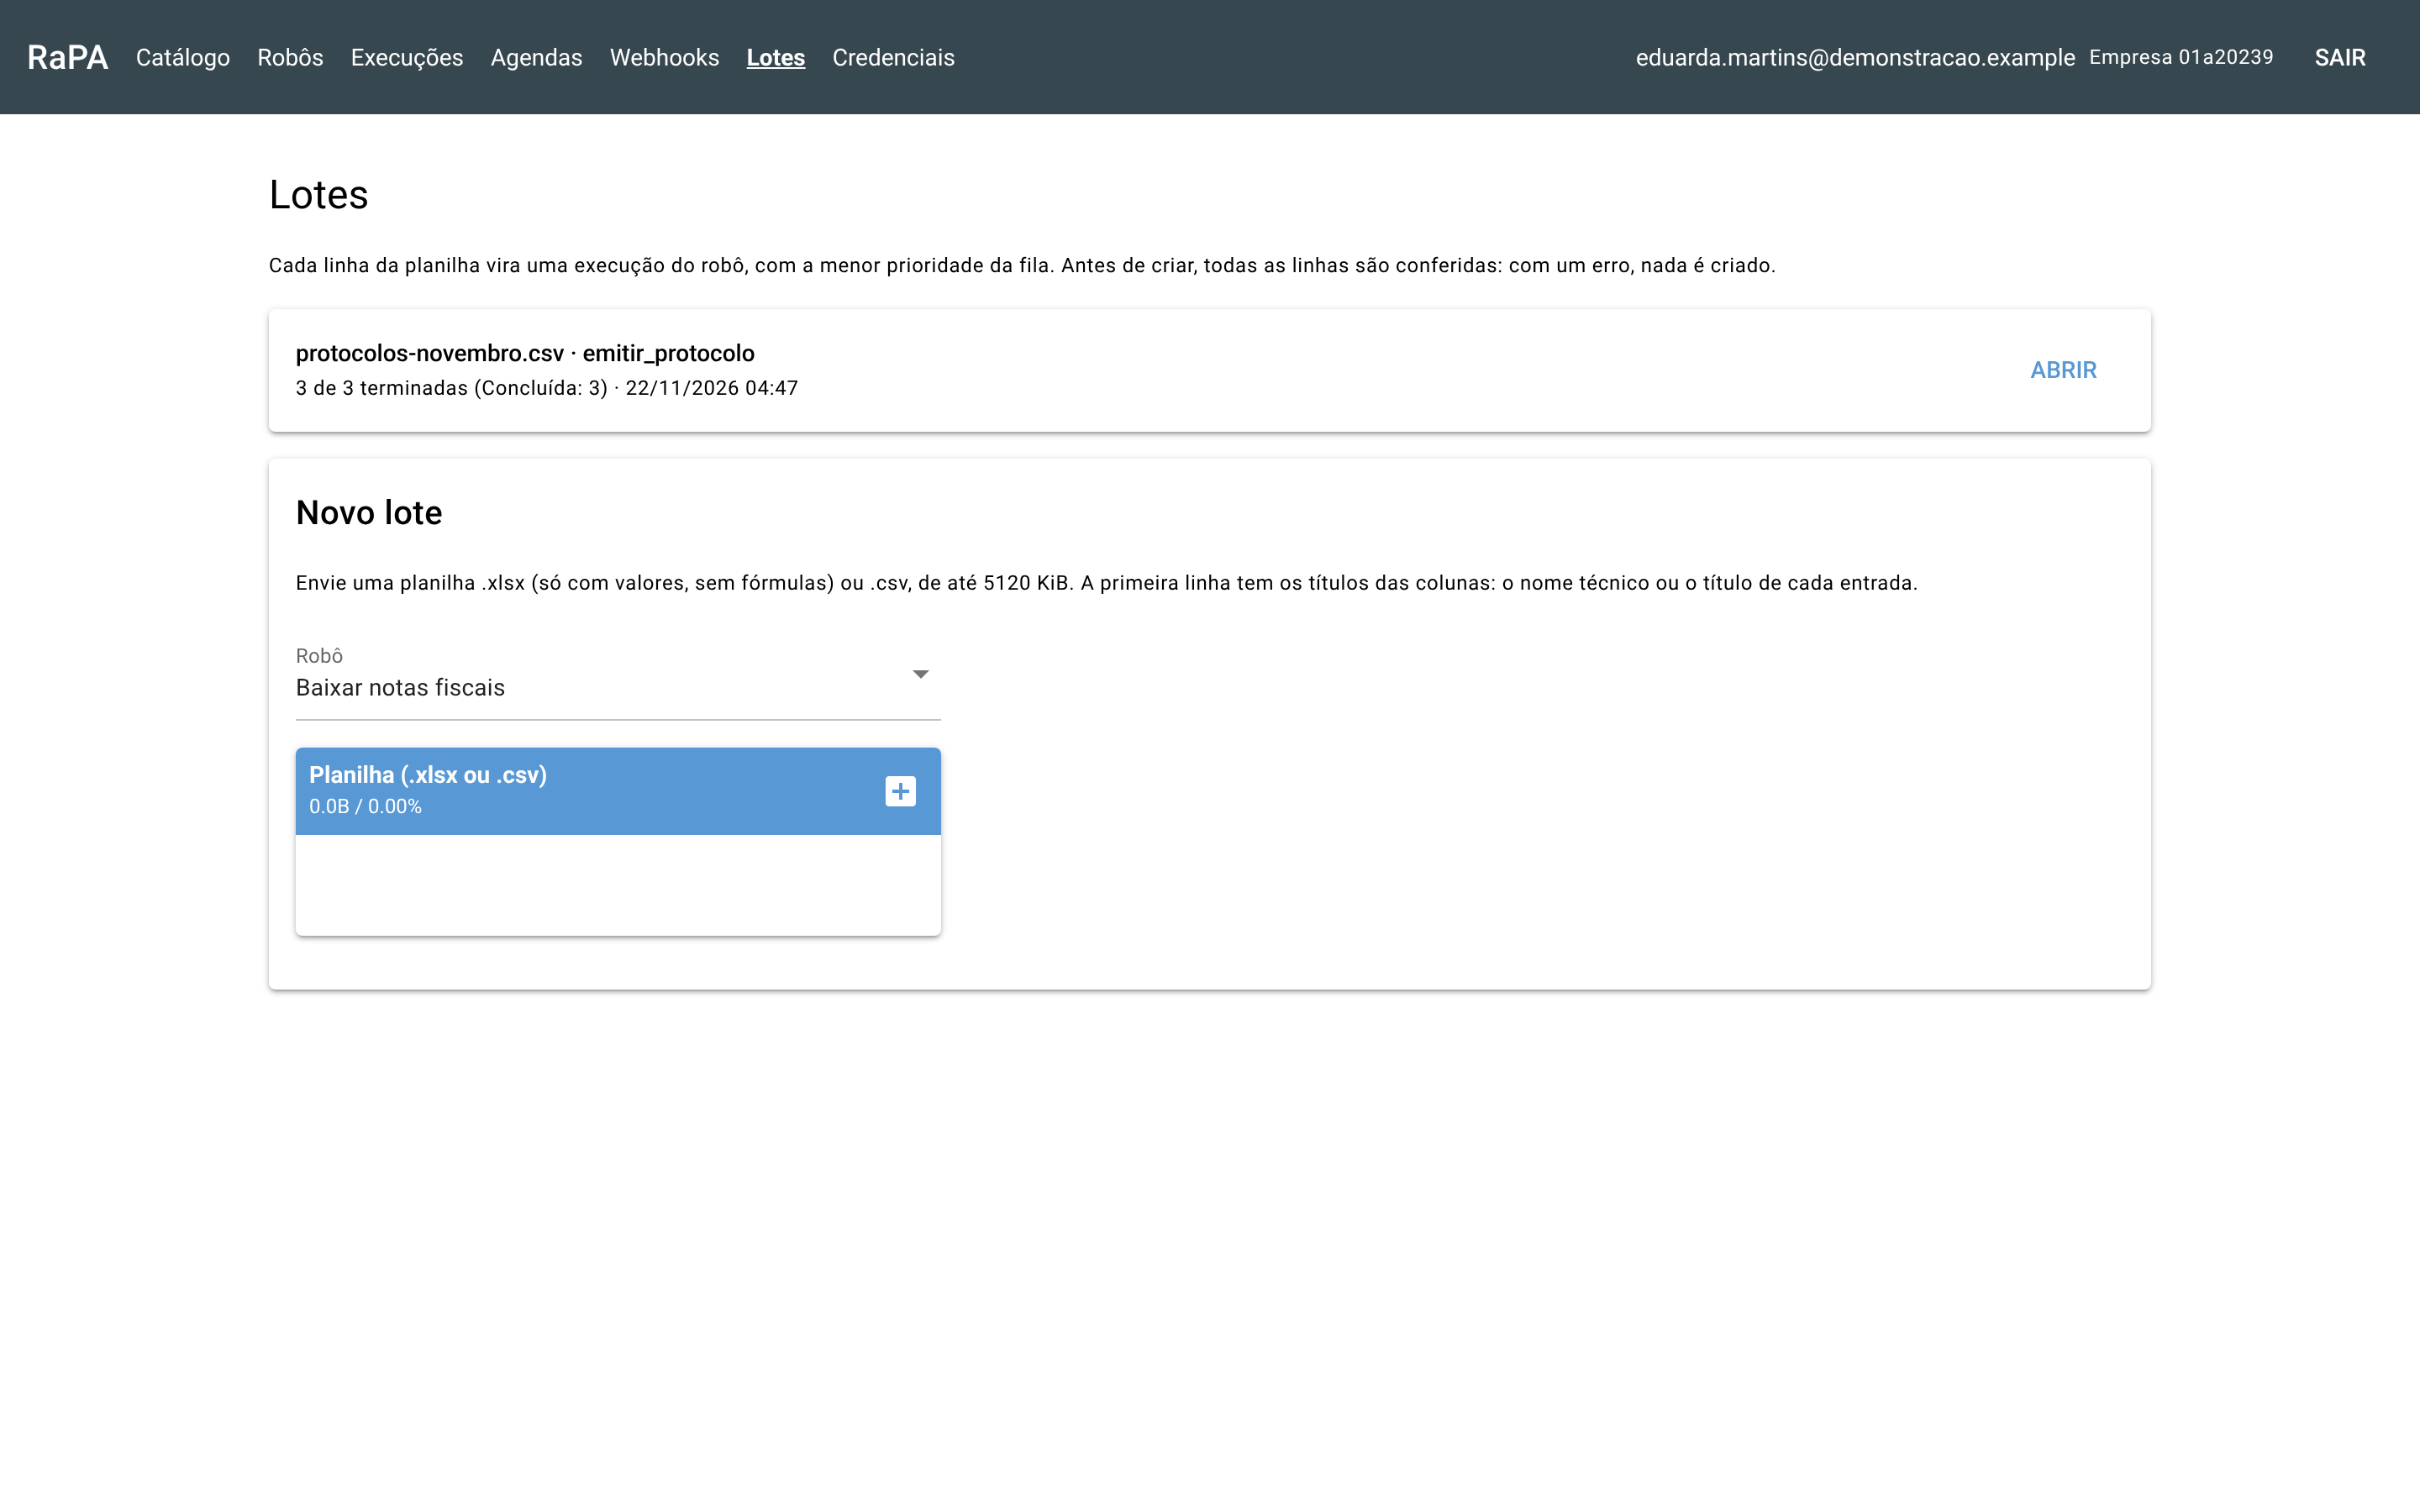 RaPA Catálogo Robôs Execuções Agendas Webhooks Lotes Credenciais eduarda.martins@demonstracao.example Empresa 01a20239 SAIR
Lotes
Cada linha da planilha vira uma execução do robô, com a menor prioridade da fila. Antes de criar, todas as linhas são conferidas: com um erro, nada é criado.
protocolos-novembro.csv · emitir_protocolo
3 de 3 terminadas (Concluída: 3) · 22/11/2026 04:47
ABRIR
Novo lote
Envie uma planilha .xlsx (só com valores, sem fórmulas) ou .csv, de até 5120 KiB. A primeira linha tem os títulos das colunas: o nome técnico ou o título de cada entrada.
Robô
Baixar notas fiscais
Planilha (.xlsx ou .csv)
0.0B / 0.00%